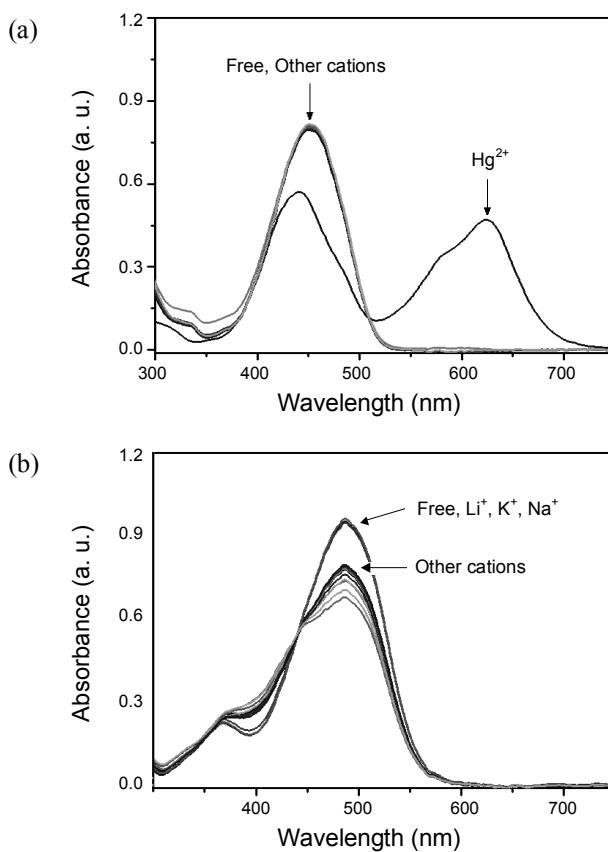 (a)
1.2
0.9
0.6
0.3
0.0
Absorbance (a. u.)
Free, Other cations
Hg²⁺
300 400 500 600 700
Wavelength (nm)
(b)
1.2
0.9
0.6
0.3
0.0
Absorbance (a. u.)
Free, Li⁺, K⁺, Na⁺
Other cations
400 500 600 700
Wavelength (nm)